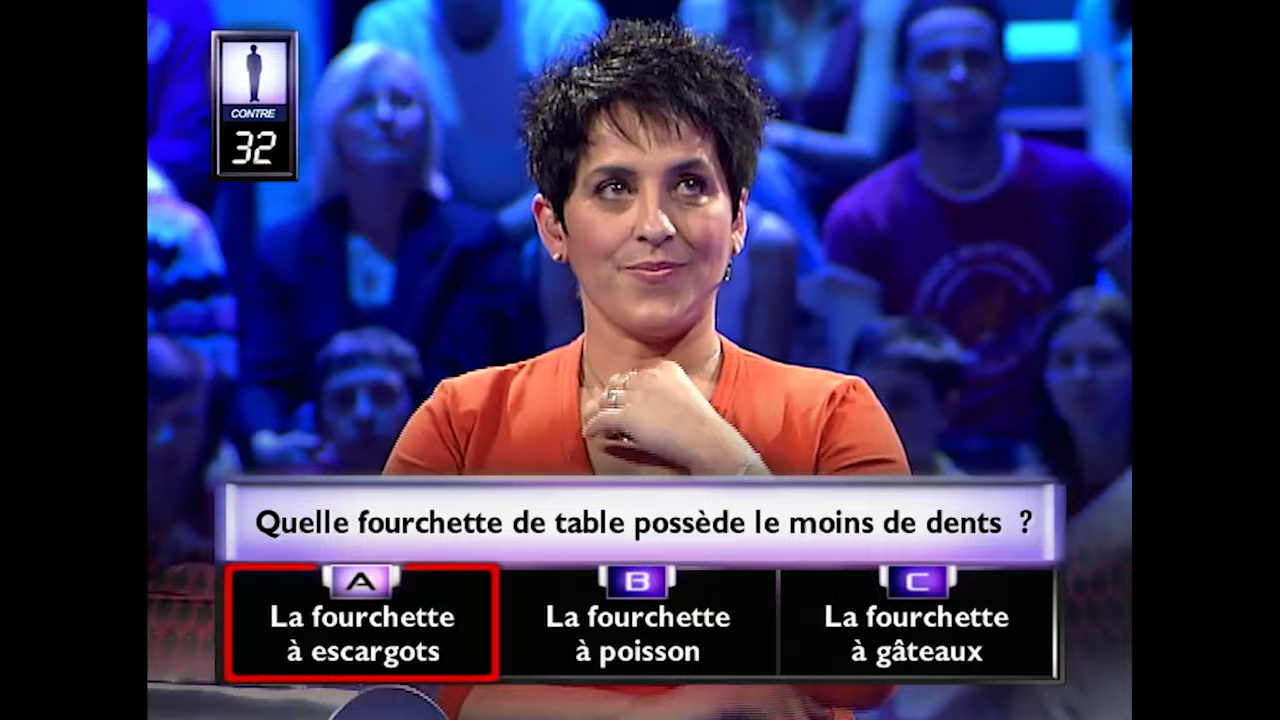 CONTRE
32
Quelle fourchette de table possède le moins de dents ?
A
La fourchette
à escargots
B
La fourchette
à poisson
C
La fourchette
à gâteaux